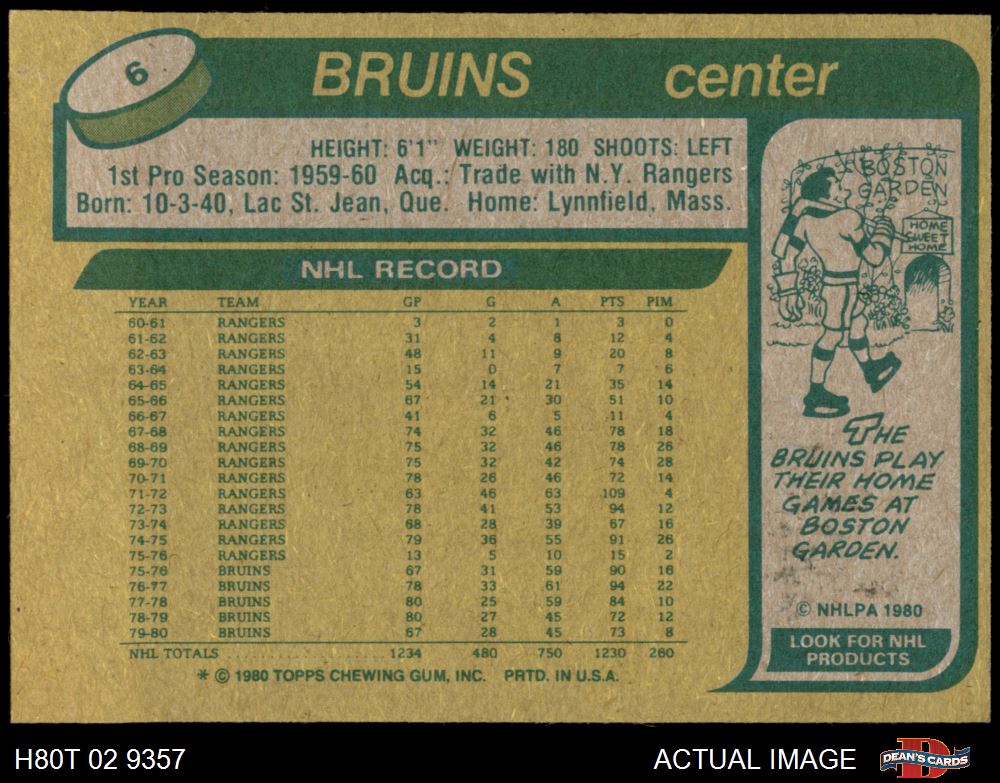 6
BRUINS center
HEIGHT: 6'1" WEIGHT: 180 SHOOTS: LEFT
1st Pro Season: 1959-60 Acq.: Trade with N.Y. Rangers
Born: 10-3-40, Lac St. Jean, Que. Home: Lynnfield, Mass.
NHL RECORD
YEAR TEAM GP G A PTS PIM
60-61 RANGERS 3 2 1 3 0
61-62 RANGERS 31 4 8 12 4
62-63 RANGERS 48 11 9 20 8
63-64 RANGERS 15 0 7 7 6
64-65 RANGERS 54 14 21 35 14
65-66 RANGERS 67 21 30 51 10
66-67 RANGERS 41 6 5 11 4
67-68 RANGERS 74 32 46 78 18
68-69 RANGERS 75 32 46 78 26
69-70 RANGERS 75 32 42 74 28
70-71 RANGERS 78 26 46 72 14
71-72 RANGERS 63 46 63 109 4
72-73 RANGERS 78 41 53 94 12
73-74 RANGERS 68 28 39 67 16
74-75 RANGERS 79 36 55 91 26
75-76 RANGERS 13 5 10 15 2
75-76 BRUINS 67 31 59 90 16
76-77 BRUINS 78 33 61 94 22
77-78 BRUINS 80 25 59 84 10
78-79 BRUINS 80 27 45 72 12
79-80 BRUINS 67 28 45 73 8
NHL TOTALS 1234 480 750 1230 260
* © 1980 TOPPS CHEWING GUM, INC. PRTD. IN U.S.A.
BOSTON
GARDEN
HOME
SWEET
HOME
THE
BRUINS PLAY
THEIR HOME
GAMES AT
BOSTON
GARDEN.
© NHLPA 1980
LOOK FOR NHL
PRODUCTS
H80T 02 9357 ACTUAL IMAGE
DEAN'S CARDS